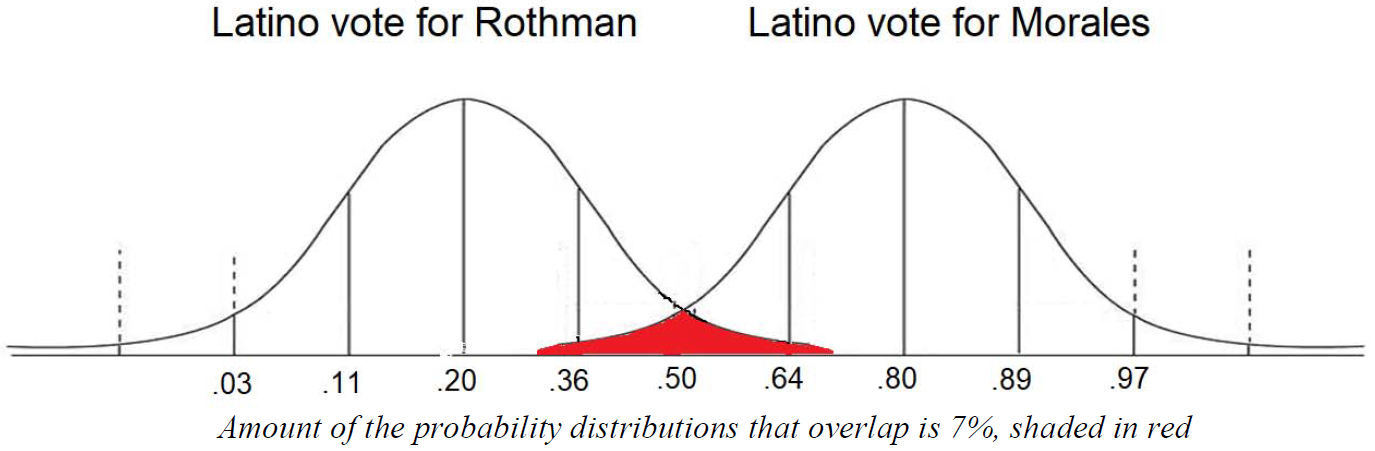 Latino vote for Rothman Latino vote for Morales
.03 .11 .20 .36 .50 .64 .80 .89 .97
Amount of the probability distributions that overlap is 7%, shaded in red